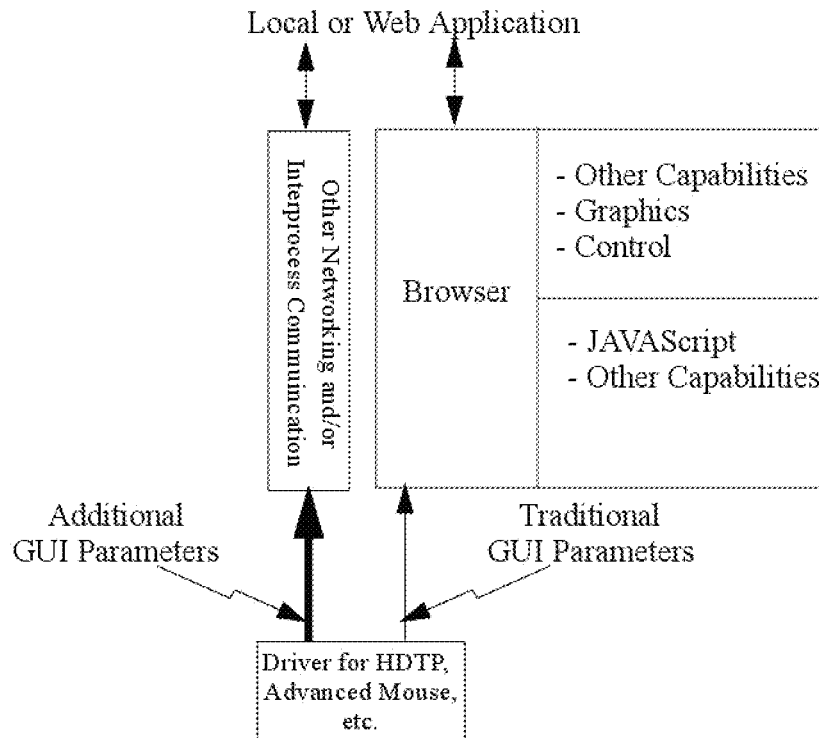 Local or Web Application
Other Networking and/or
Interprocess Commuincation
Browser
- Other Capabilities
- Graphics
- Control
- JAVAScript
- Other Capabilities
Additional
GUI Parameters
Traditional
GUI Parameters
Driver for HDTP,
Advanced Mouse,
etc.